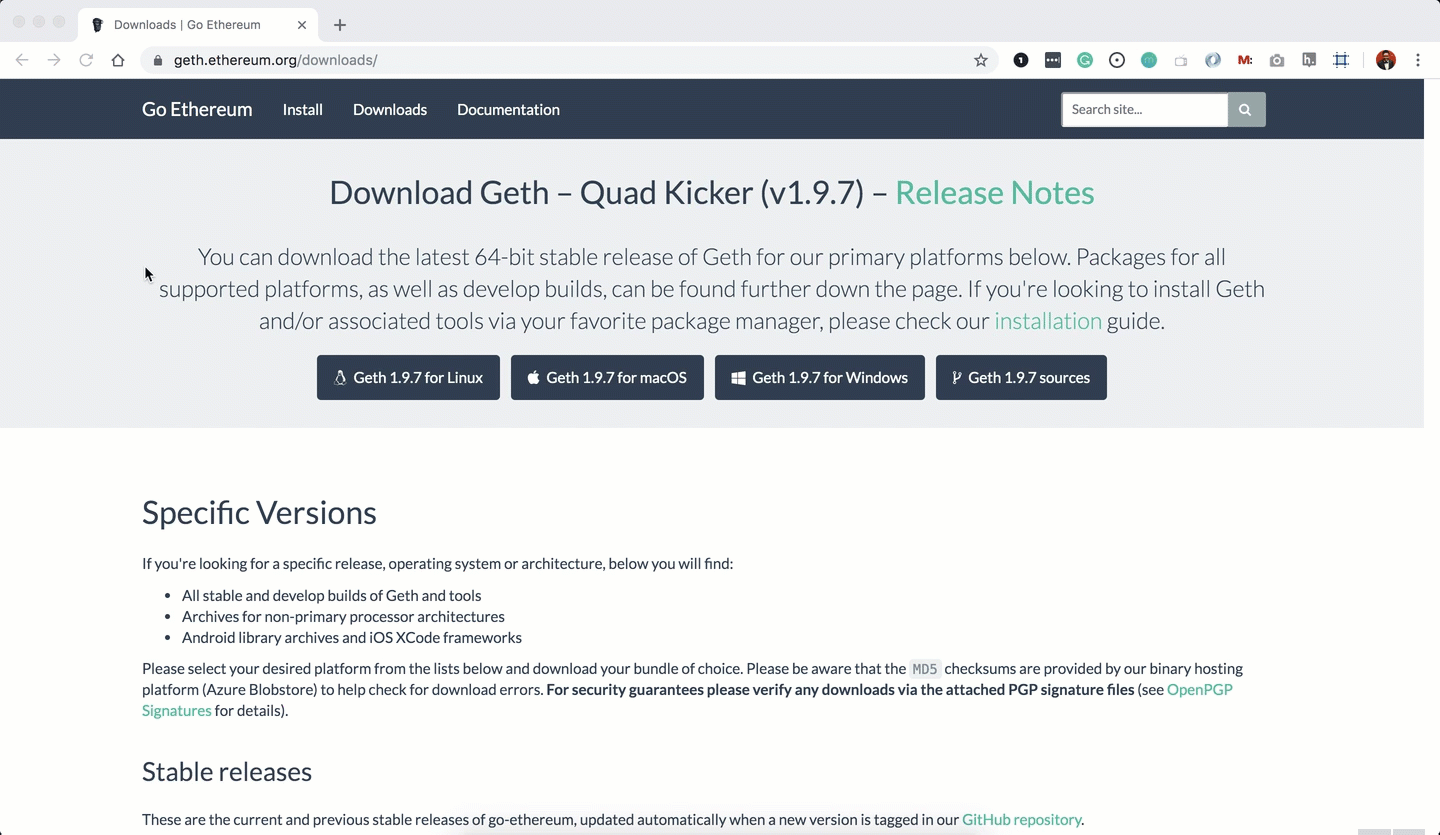 Downloads | Go Ethereum
geth.ethereum.org/downloads/
Go Ethereum Install Downloads Documentation Search site...
Download Geth – Quad Kicker (v1.9.7) – Release Notes
You can download the latest 64-bit stable release of Geth for our primary platforms below. Packages for all
supported platforms, as well as develop builds, can be found further down the page. If you're looking to install Geth
and/or associated tools via your favorite package manager, please check our installation guide.
Geth 1.9.7 for Linux Geth 1.9.7 for macOS Geth 1.9.7 for Windows Geth 1.9.7 sources
Specific Versions
If you're looking for a specific release, operating system or architecture, below you will find:
• All stable and develop builds of Geth and tools
• Archives for non-primary processor architectures
• Android library archives and iOS XCode frameworks
Please select your desired platform from the lists below and download your bundle of choice. Please be aware that the MD5 checksums are provided by our binary hosting
platform (Azure Blobstore) to help check for download errors. For security guarantees please verify any downloads via the attached PGP signature files (see OpenPGP
Signatures for details).
Stable releases
These are the current and previous stable releases of go-ethereum, updated automatically when a new version is tagged in our GitHub repository.